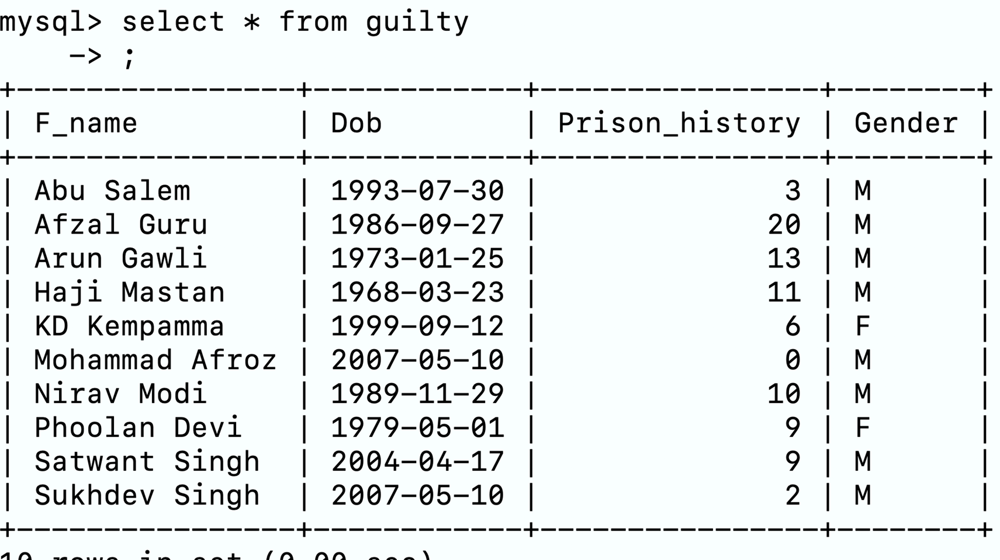 mysql> select * from guilty
    -> ;
+----------------+------------+-----------------+--------+
| F_name         | Dob        | Prison_history | Gender |
+----------------+------------+-----------------+--------+
| Abu Salem      | 1993-07-30 |              3 | M      |
| Afzal Guru     | 1986-09-27 |             20 | M      |
| Arun Gawli     | 1973-01-25 |             13 | M      |
| Haji Mastan    | 1968-03-23 |             11 | M      |
| KD Kempamma    | 1999-09-12 |              6 | F      |
| Mohammad Afroz | 2007-05-10 |              0 | M      |
| Nirav Modi     | 1989-11-29 |             10 | M      |
| Phoolan Devi   | 1979-05-01 |              9 | F      |
| Satwant Singh  | 2004-04-17 |              9 | M      |
| Sukhdev Singh  | 2007-05-10 |              2 | M      |
+----------------+------------+-----------------+--------+
10 rows in set (0.00 sec)